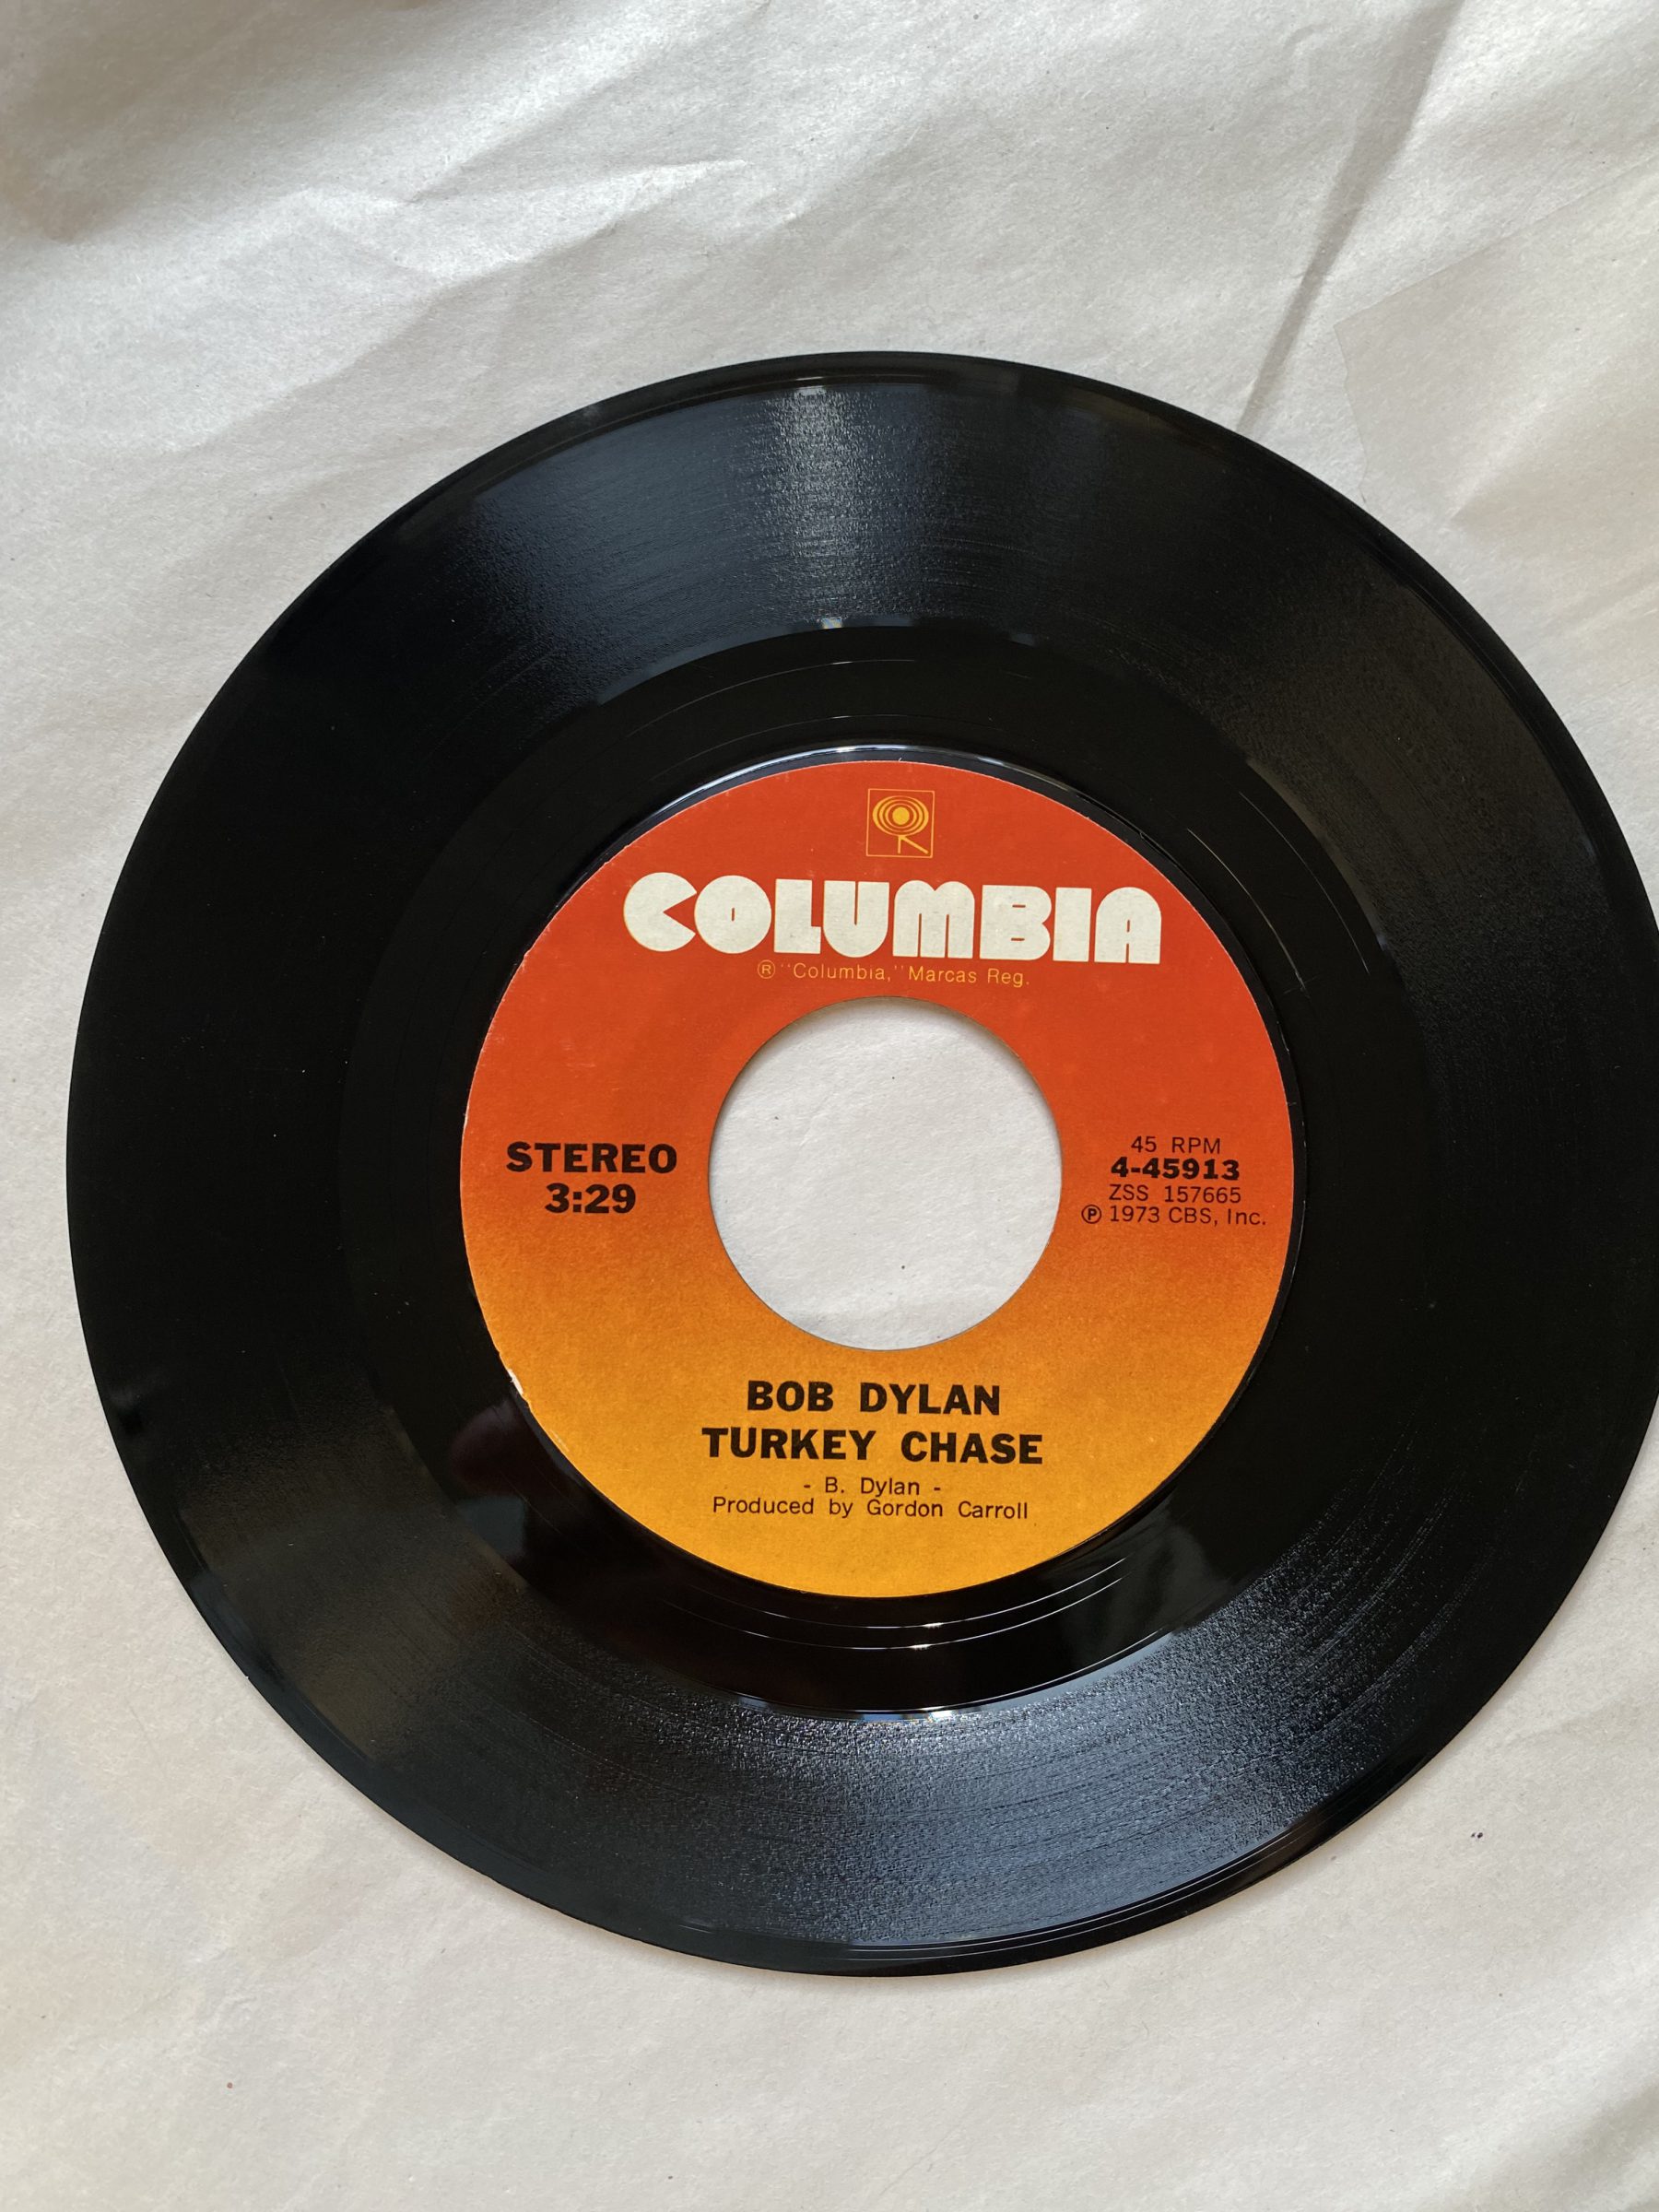 COLUMBIA
® "Columbia," Marcas Reg.
STEREO
3:29
45 RPM
4-45913
ZSS 157665
℗ 1973 CBS, Inc.
BOB DYLAN
TURKEY CHASE
- B. Dylan -
Produced by Gordon Carroll